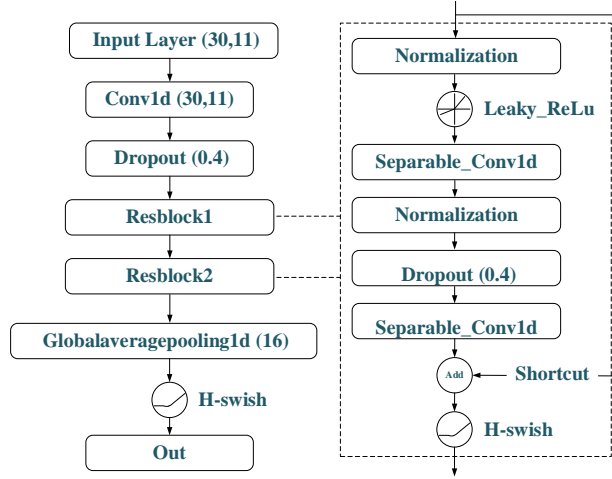 Input Layer (30,11)
Conv1d (30,11)
Dropout (0.4)
Resblock1
Resblock2
Globalaveragepooling1d (16)
H-swish
Out
Normalization
Leaky_ReLu
Separable_Conv1d
Normalization
Dropout (0.4)
Separable_Conv1d
Add
Shortcut
H-swish